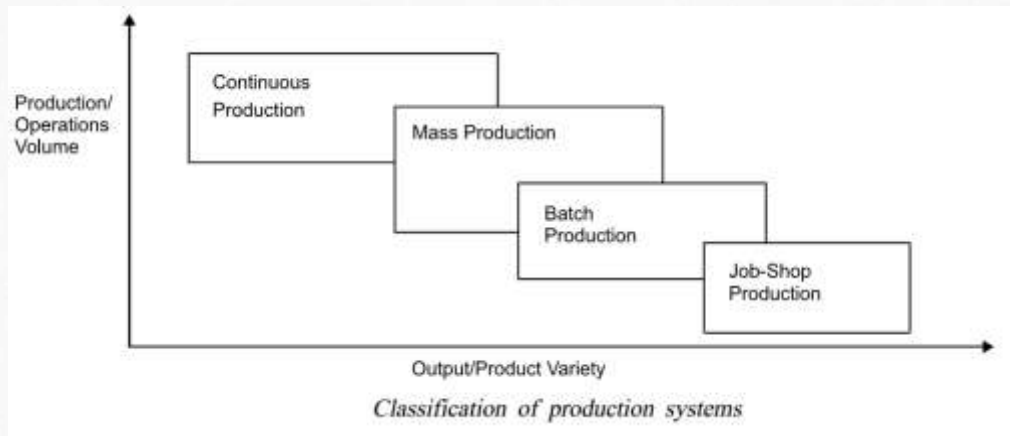 Continuous
Production
Production/
Operations
Volume
Mass Production
Batch
Production
Job-Shop
Production
Output/Product Variety
Classification of production systems